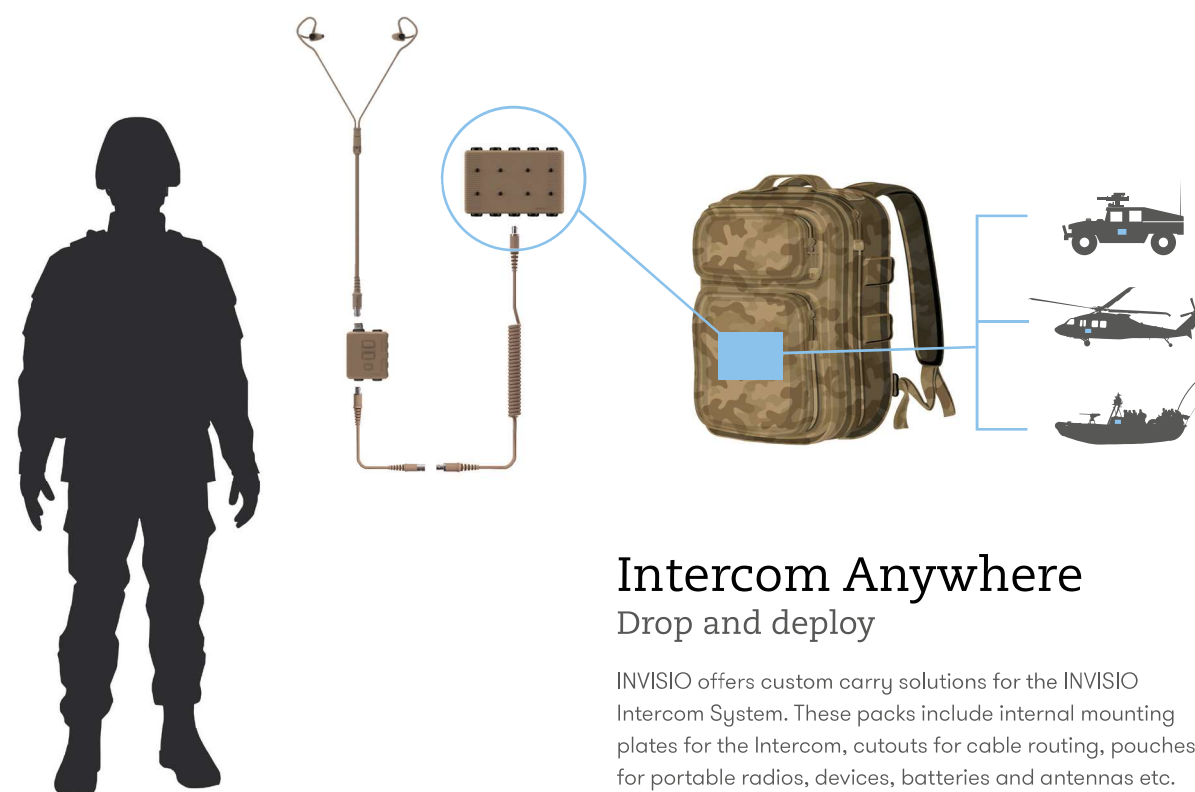 Intercom Anywhere
Drop and deploy
INVISIO offers custom carry solutions for the INVISIO
Intercom System. These packs include internal mounting
plates for the Intercom, cutouts for cable routing, pouches
for portable radios, devices, batteries and antennas etc.